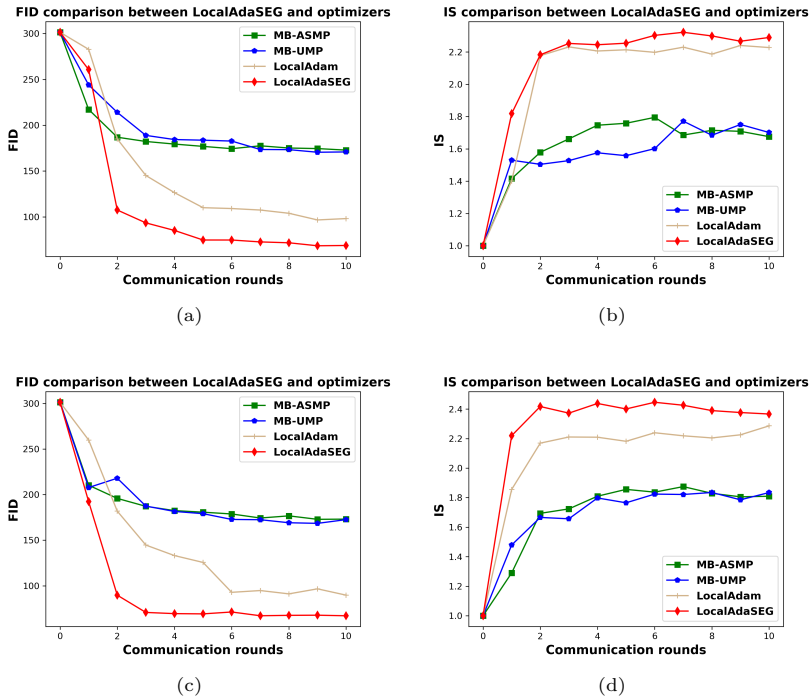 FID comparison between LocalAdaSEG and optimizers
300
250
200
150
100
FID
0 2 4 6 8 10
Communication rounds
MB-ASMP
MB-UMP
LocalAdam
LocalAdaSEG
(a)
IS comparison between LocalAdaSEG and optimizers
2.2
2.0
1.8
1.6
1.4
1.2
1.0
IS
0 2 4 6 8 10
Communication rounds
MB-ASMP
MB-UMP
LocalAdam
LocalAdaSEG
(b)
FID comparison between LocalAdaSEG and optimizers
300
250
200
150
100
FID
0 2 4 6 8 10
Communication rounds
MB-ASMP
MB-UMP
LocalAdam
LocalAdaSEG
(c)
IS comparison between LocalAdaSEG and optimizers
2.4
2.2
2.0
1.8
1.6
1.4
1.2
1.0
IS
0 2 4 6 8 10
Communication rounds
MB-ASMP
MB-UMP
LocalAdam
LocalAdaSEG
(d)